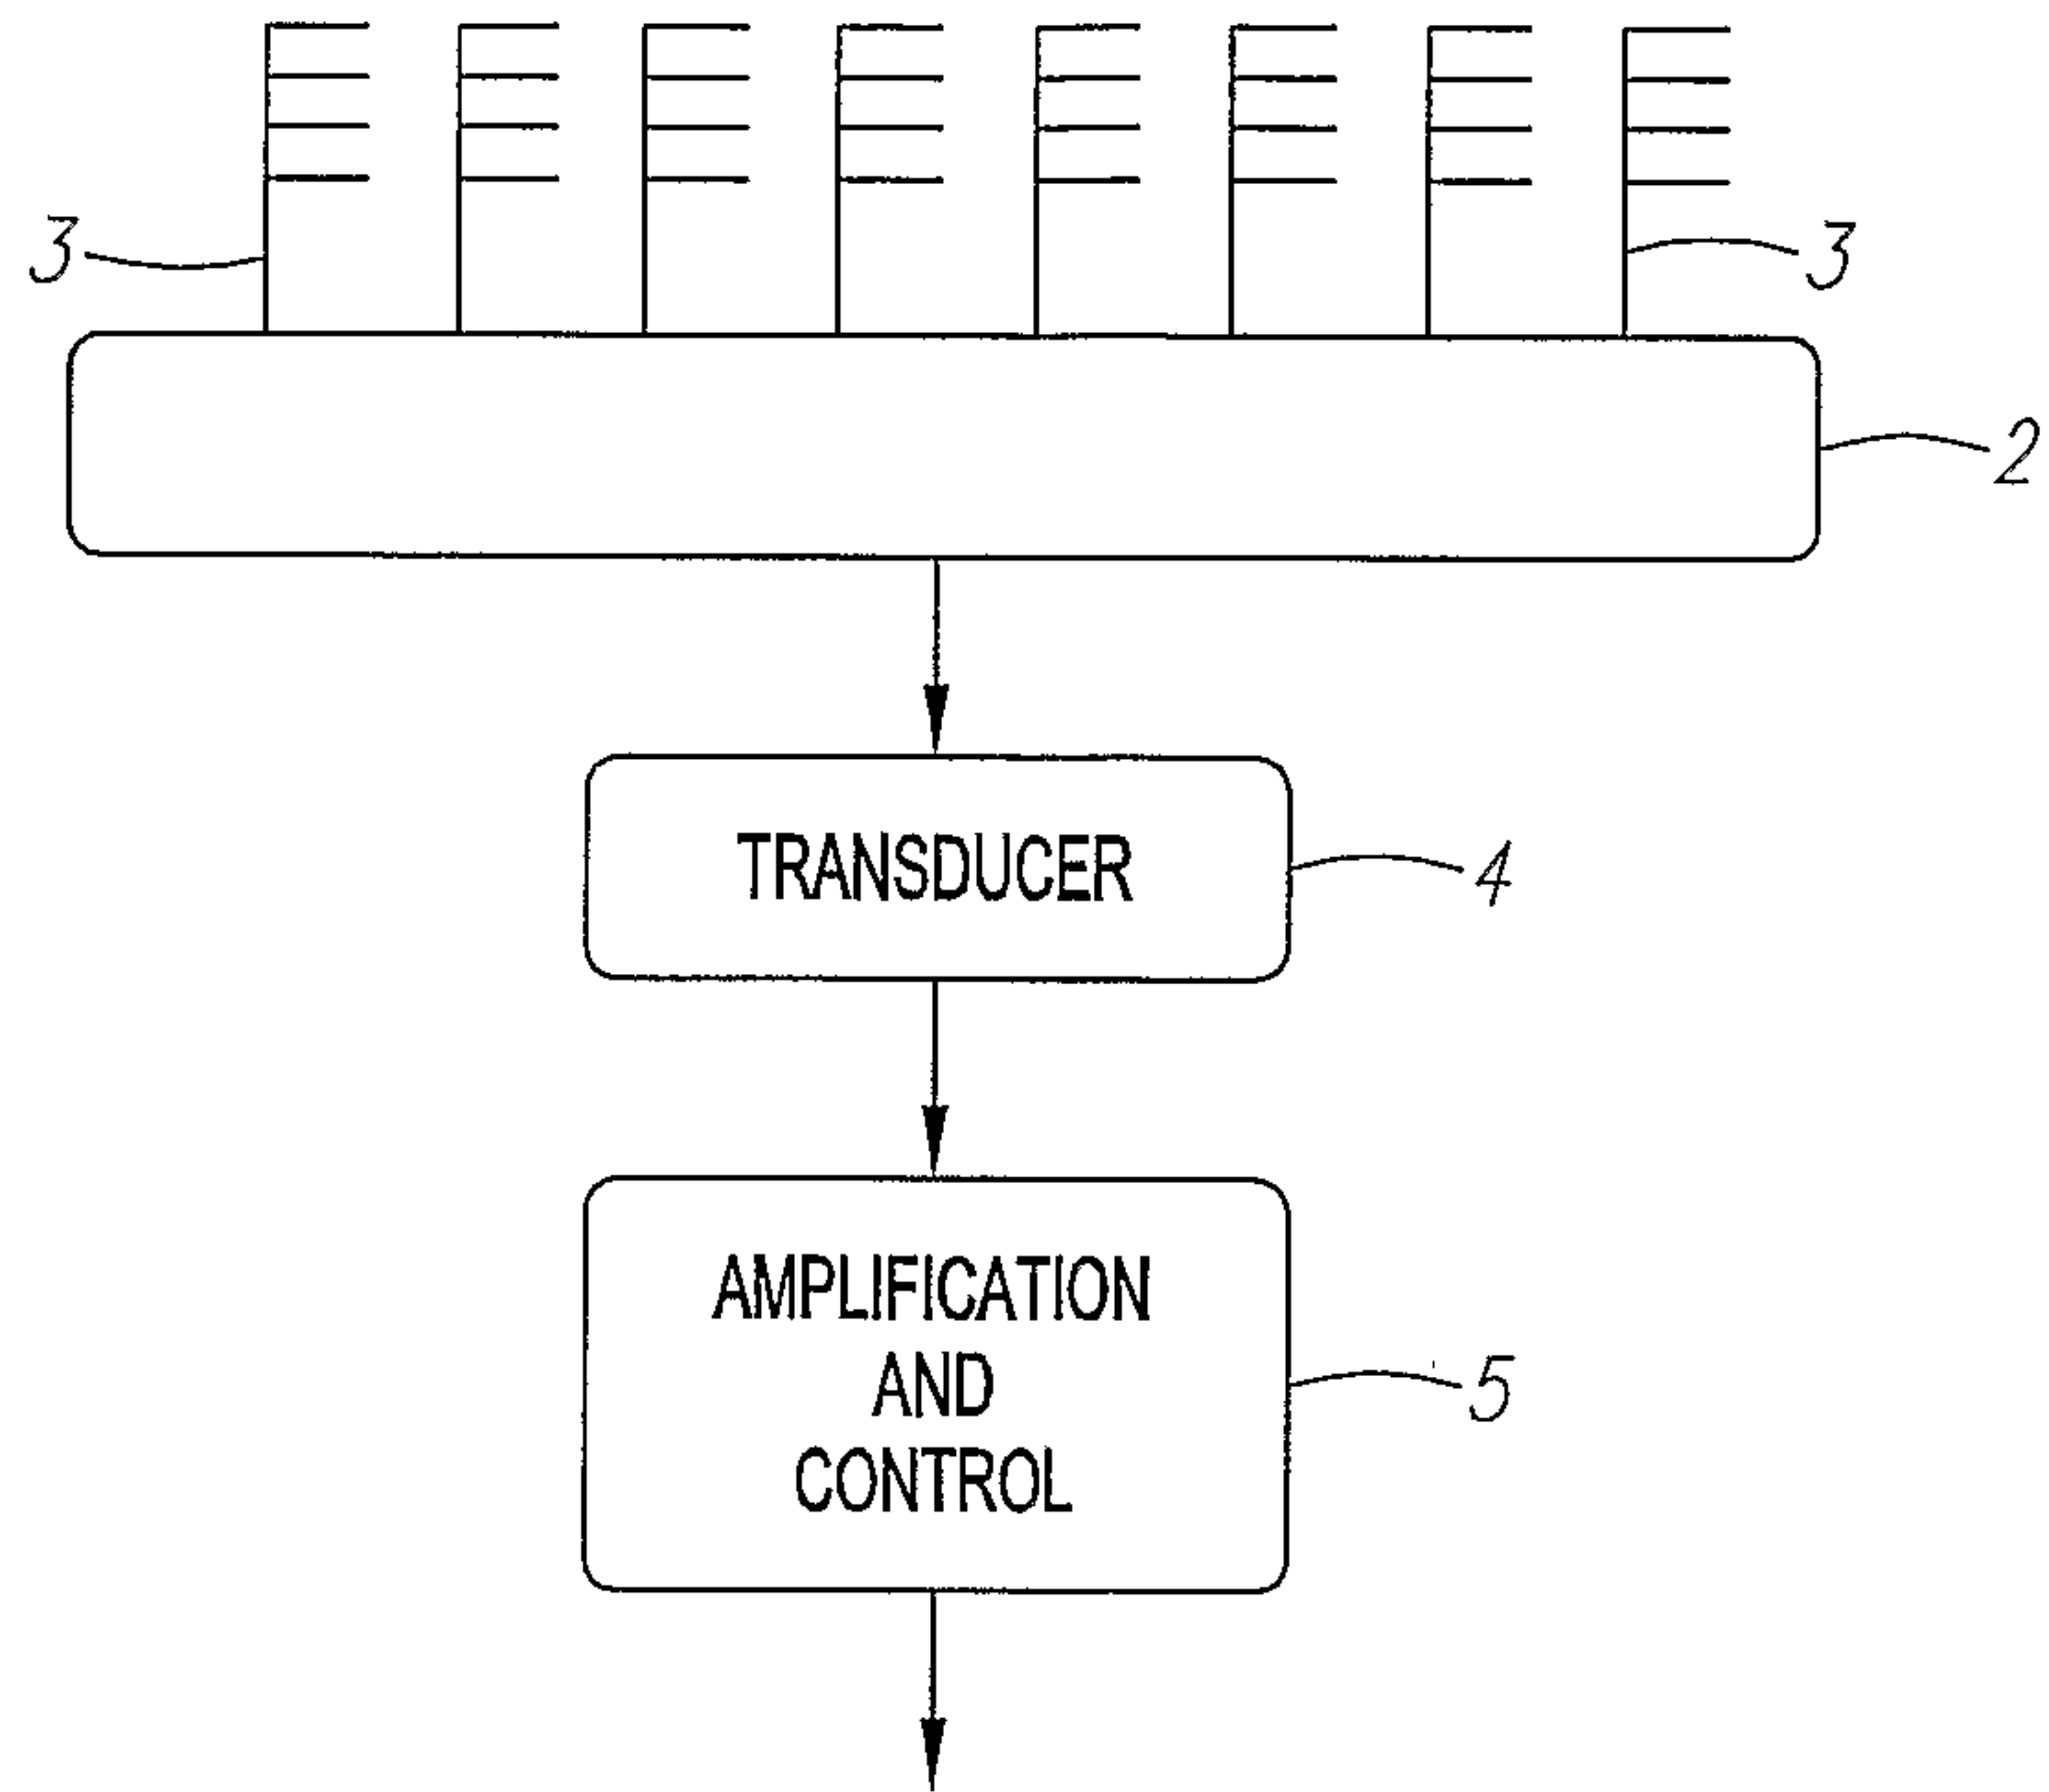 3
3
2
TRANSDUCER
4
AMPLIFICATION
AND
CONTROL
5